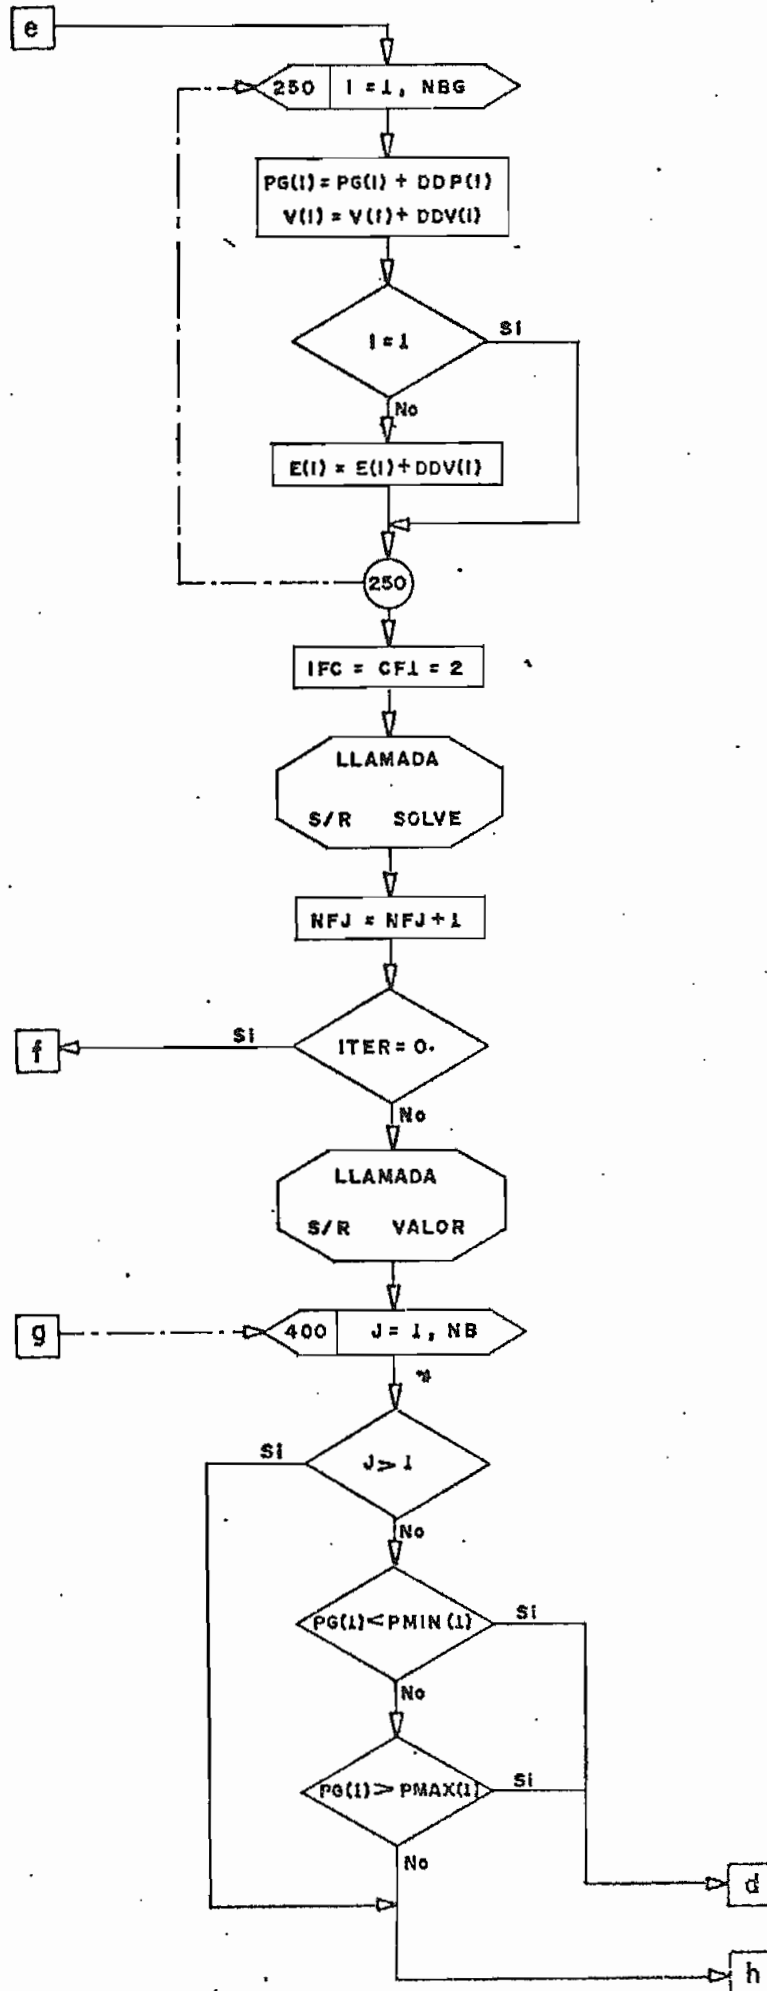 e
250 I = 1, NBG
PG(I) = PG(I) + DDP(I)
V(I) = V(I) + DDV(I)
I = 1
Si
No
E(I) = E(I) + DDV(I)
250
IFC = CF1 = 2
LLAMADA
S/R SOLVE
NFJ = NFJ + 1
ITER = 0.
Si
f
No
LLAMADA
S/R VALOR
g
400 J = 1, NB
J > 1
Si
No
PG(1) < PMIN(1)
Si
No
PG(1) > PMAX(1)
Si
No
d
h